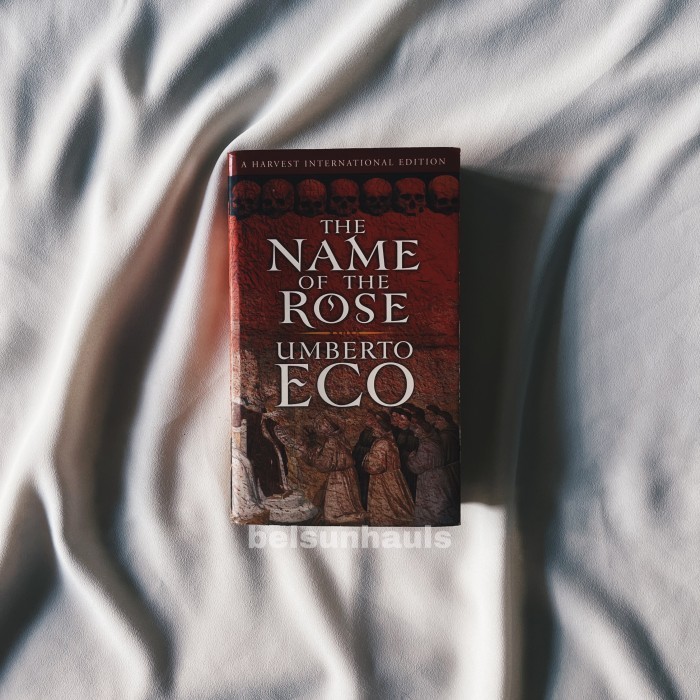 A HARVEST INTERNATIONAL EDITION
THE
NAME
OF THE
ROSE
UMBERTO
ECO
belsunhauls